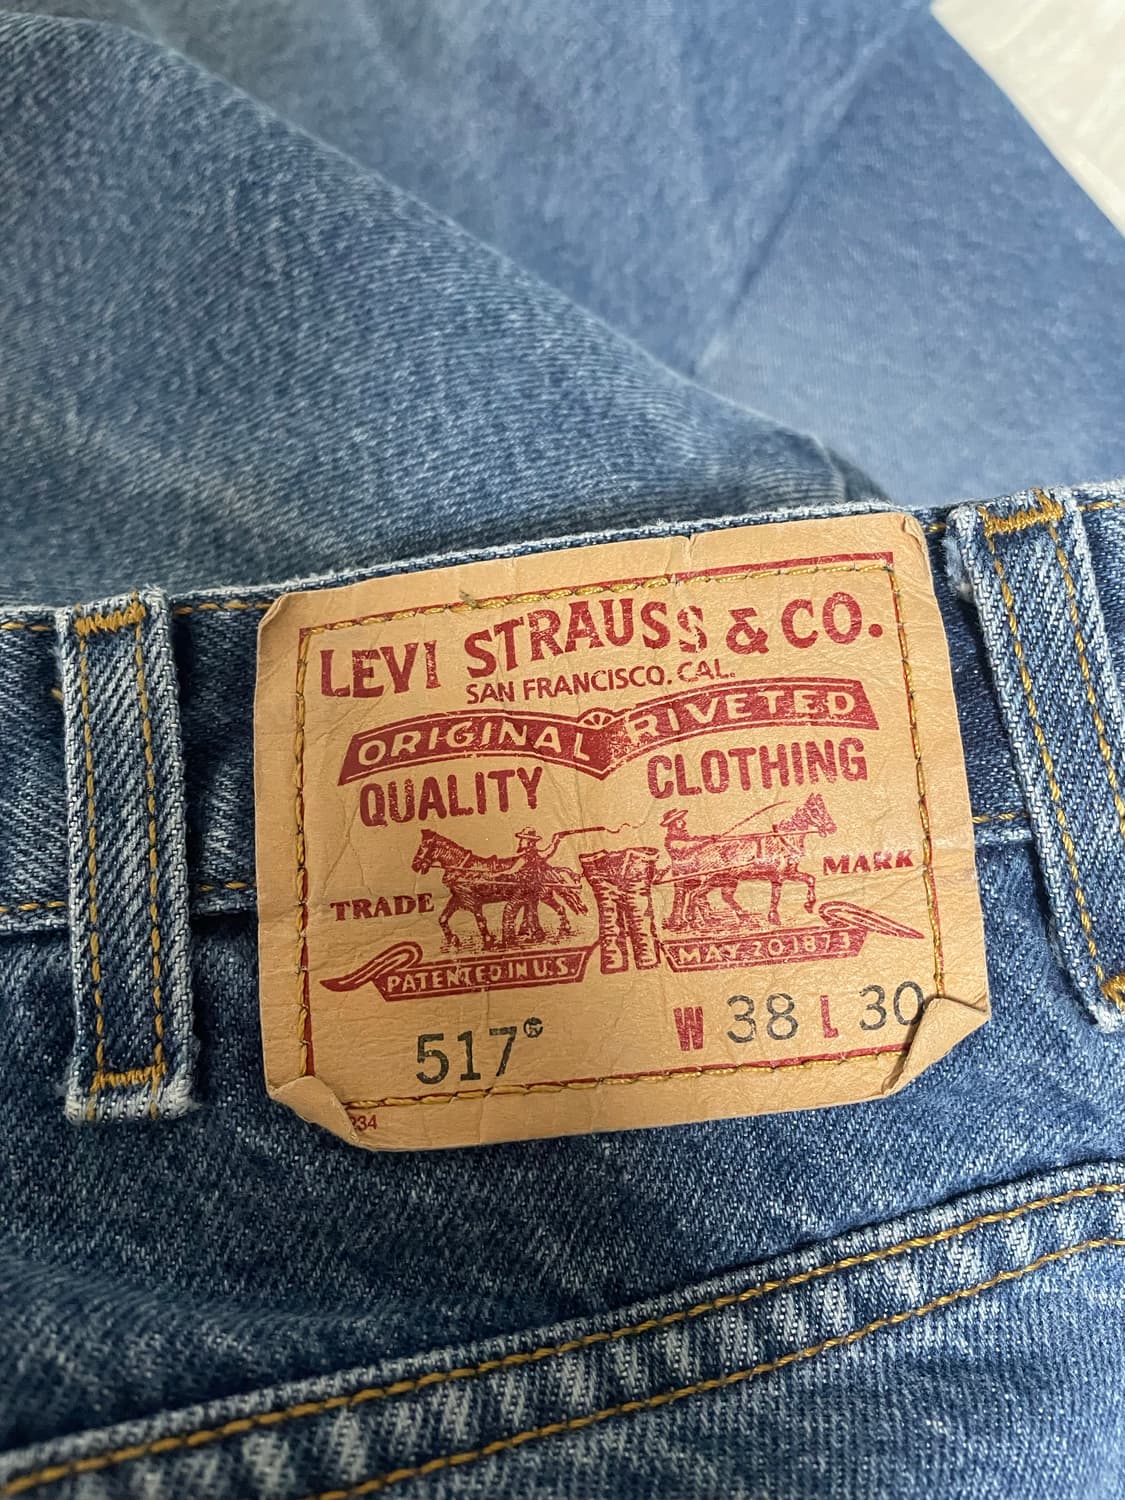 LEVI STRAUSS & CO.
SAN FRANCISCO. CAL.
ORIGINAL RIVETED
QUALITY CLOTHING
TRADE MARK
PATENTED IN U.S. MAY 20 1873
517® W 38 L 30